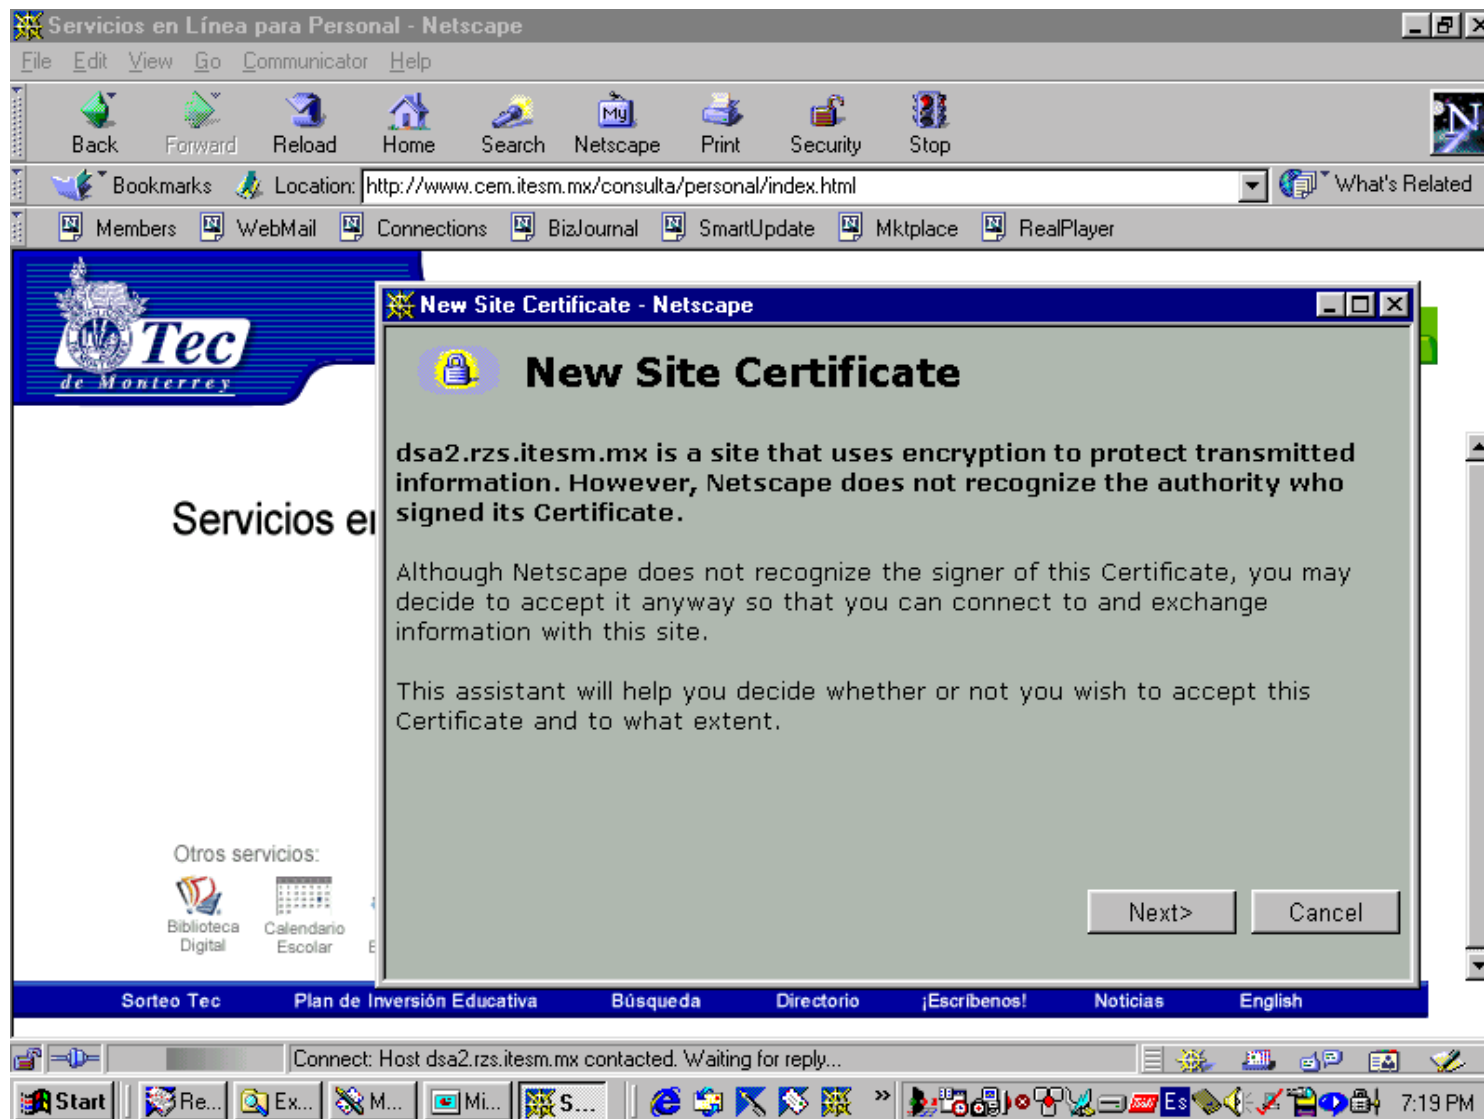 Servicios en Línea para Personal - Netscape
File Edit View Go Communicator Help
Back Forward Reload Home Search Netscape Print Security Stop
My
N
Bookmarks Location: http://www.cem.itesm.mx/consulta/personal/index.html What's Related
Members WebMail Connections BizJournal SmartUpdate Mktplace RealPlayer
Tec
de Monterrey
New Site Certificate - Netscape
New Site Certificate
dsa2.rzs.itesm.mx is a site that uses encryption to protect transmitted
information. However, Netscape does not recognize the authority who
signed its Certificate.
Although Netscape does not recognize the signer of this Certificate, you may
decide to accept it anyway so that you can connect to and exchange
information with this site.
This assistant will help you decide whether or not you wish to accept this
Certificate and to what extent.
Next> Cancel
Servicios
Otros servicios:
Biblioteca
Digital
Calendario
Escolar
Sorteo Tec Plan de Inversión Educativa Búsqueda Directorio ¡Escríbenos! Noticias English
Connect: Host dsa2.rzs.itesm.mx contacted. Waiting for reply...
Start Re... Ex... M... Mi... S... » Es 7:19 PM